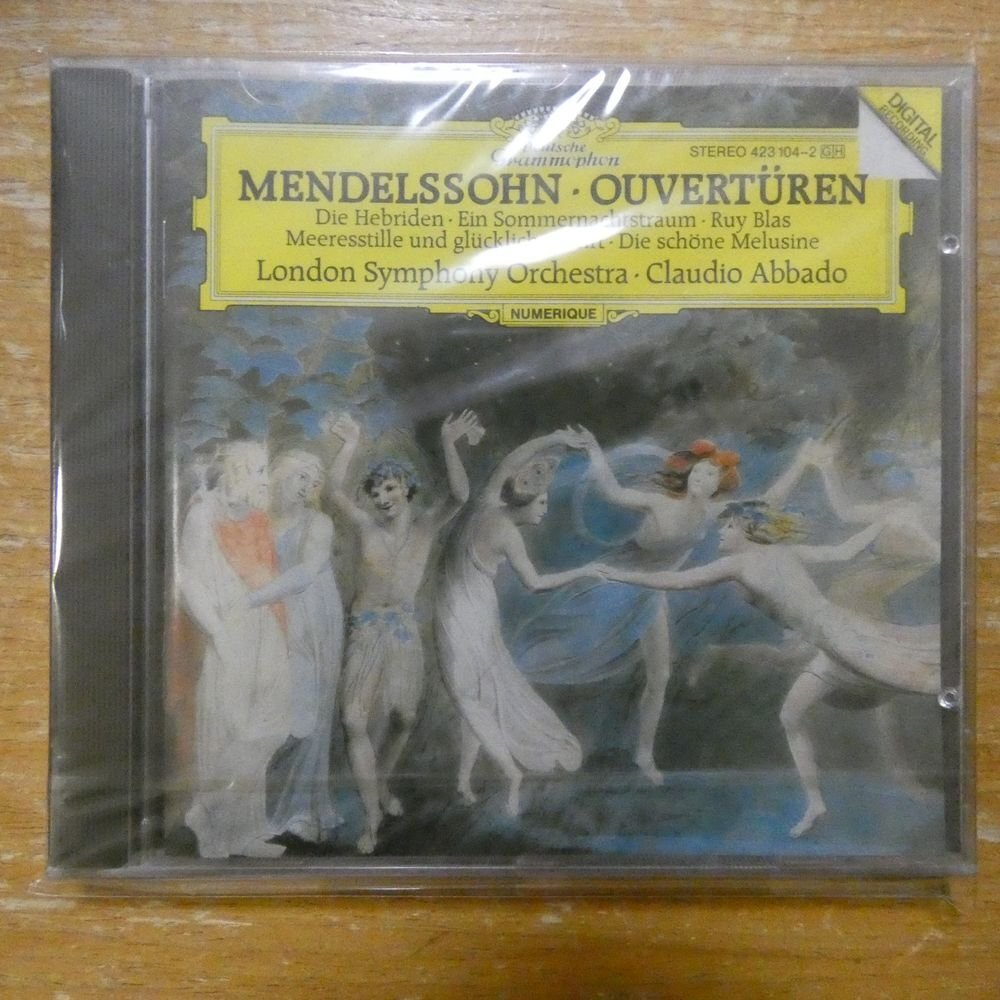 Deutsche
Grammophon
STEREO 423 104-2 GH
DIGITAL
RECORDING
MENDELSSOHN · OUVERTÜREN
Die Hebriden · Ein Sommernachtstraum · Ruy Blas
Meeresstille und glückliche · Die schöne Melusine
London Symphony Orchestra · Claudio Abbado
NUMERIQUE